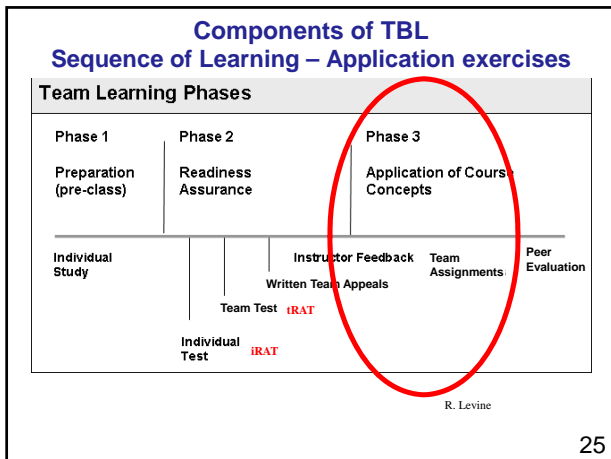 Components of TBL
Sequence of Learning – Application exercises
Team Learning Phases
Phase 1
Phase 2
Phase 3
Preparation
(pre-class)
Readiness
Assurance
Application of Course
Concepts
Individual
Study
Instructor Feedback
Team
Assignments
Peer
Evaluation
Written Team Appeals
Team Test tRAT
Individual
Test iRAT
R. Levine
25